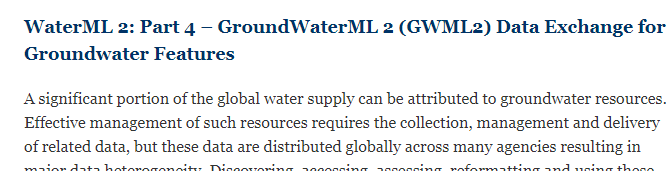 WaterML 2: Part 4 – GroundWaterML 2 (GWML2) Data Exchange for
Groundwater Features
A significant portion of the global water supply can be attributed to groundwater resources.
Effective management of such resources requires the collection, management and delivery
of related data, but these data are distributed globally across many agencies resulting in
major data heterogeneity. Discovering, accessing, assessing, reformatting and using these